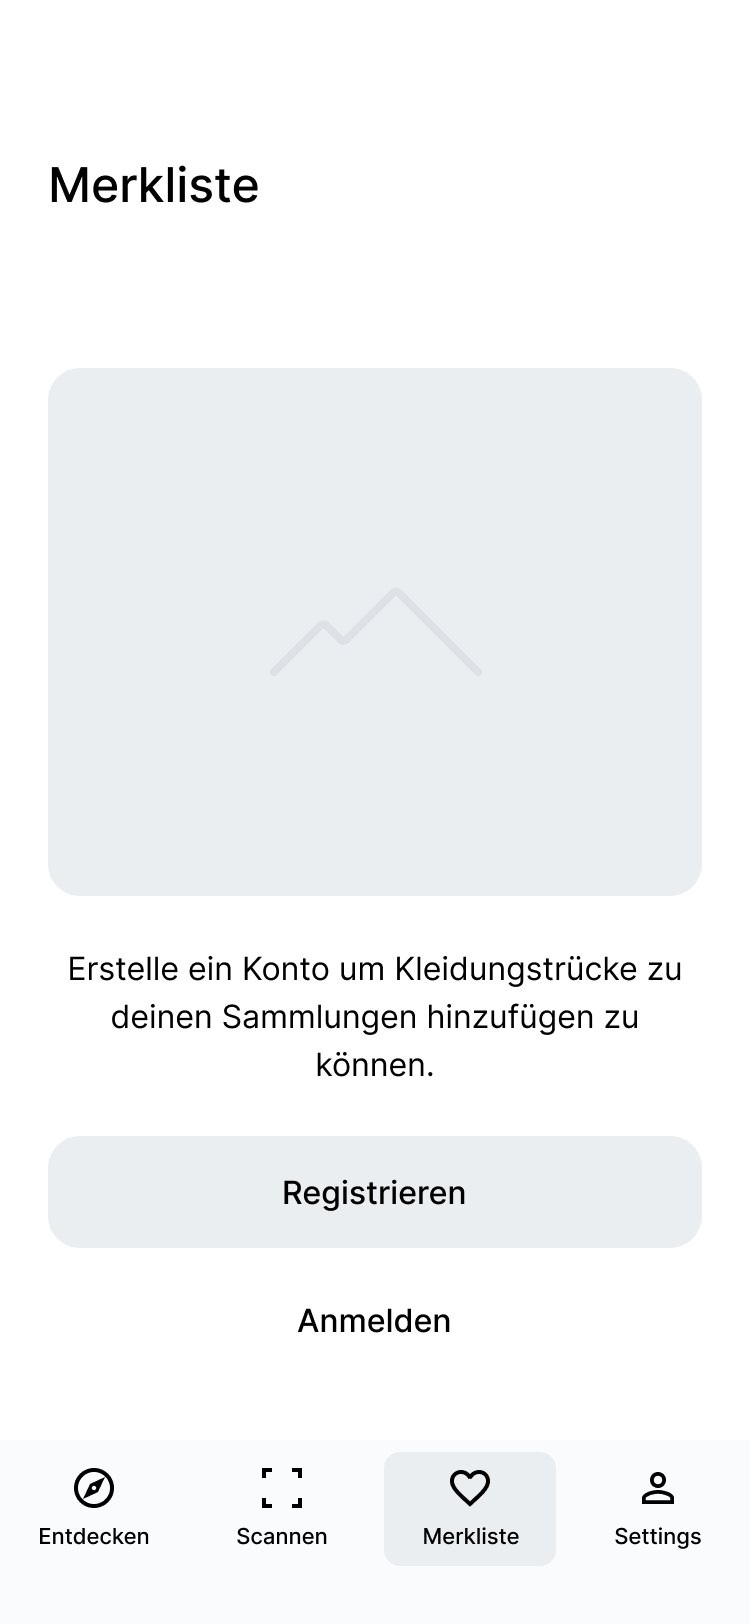 Merkliste
Erstelle ein Konto um Kleidungstrücke zu
deinen Sammlungen hinzufügen zu
können.
Registrieren
Anmelden
Entdecken
Scannen
Merkliste
Settings